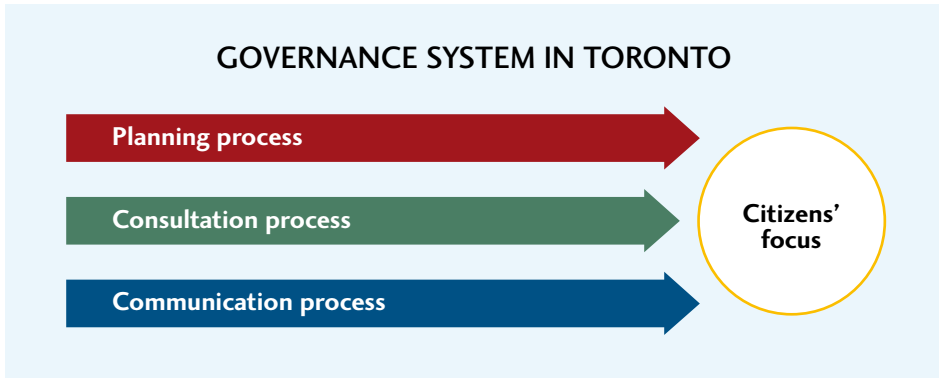 GOVERNANCE SYSTEM IN TORONTO
Planning process
Consultation process
Communication process
Citizens’
focus